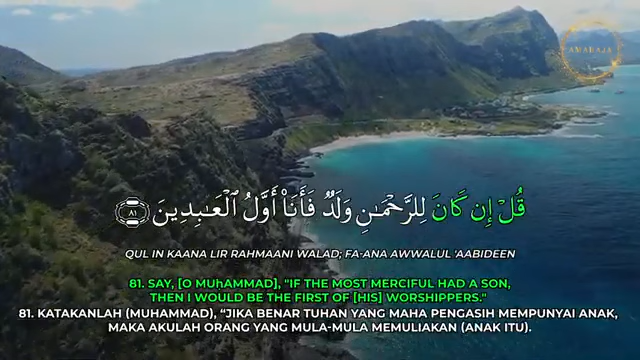 AMABAJA
قُلْ إِن كَانَ لِلرَّحْمَـٰنِ وَلَدٌ فَأَنَا۠ أَوَّلُ ٱلْعَـٰبِدِينَ ٨١
QUL IN KAANA LIR RAHMAANI WALAD; FA-ANA AWWALUL 'AABIDEEN
81. SAY, [O MUhAMMAD], "IF THE MOST MERCIFUL HAD A SON,
THEN I WOULD BE THE FIRST OF [HIS] WORSHIPPERS."
81. KATAKANLAH (MUHAMMAD), “JIKA BENAR TUHAN YANG MAHA PENGASIH MEMPUNYAI ANAK,
MAKA AKULAH ORANG YANG MULA-MULA MEMULIAKAN (ANAK ITU).